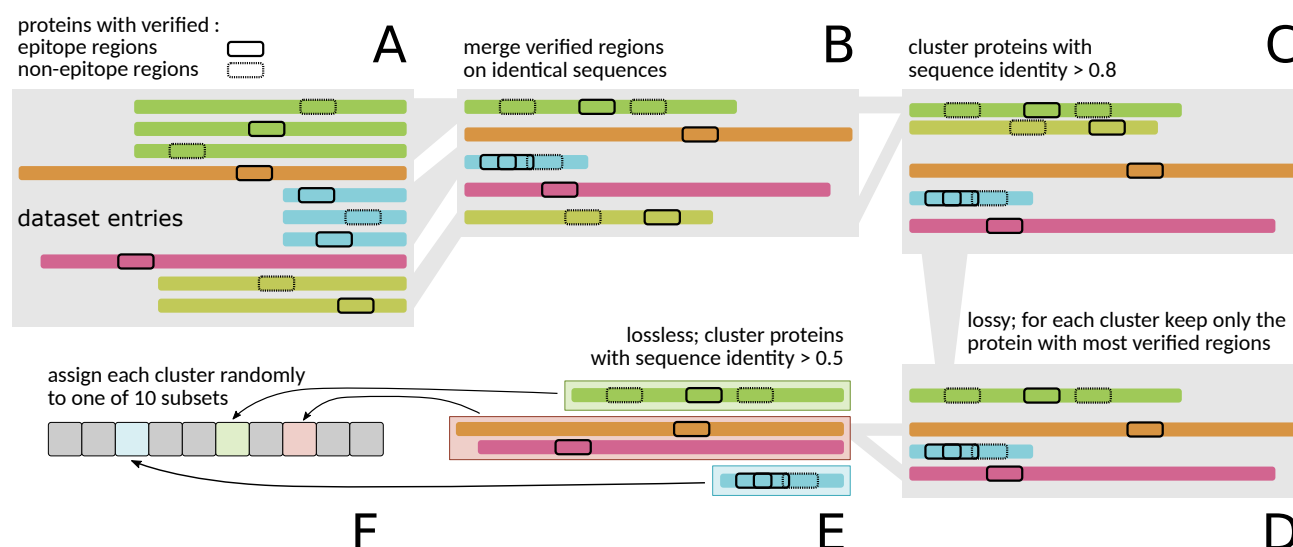 proteins with verified :
epitope regions
non-epitope regions
A
dataset entries
merge verified regions
on identical sequences
B
cluster proteins with
sequence identity > 0.8
C
lossy; for each cluster keep only the
protein with most verified regions
D
lossless; cluster proteins
with sequence identity > 0.5
E
assign each cluster randomly
to one of 10 subsets
F